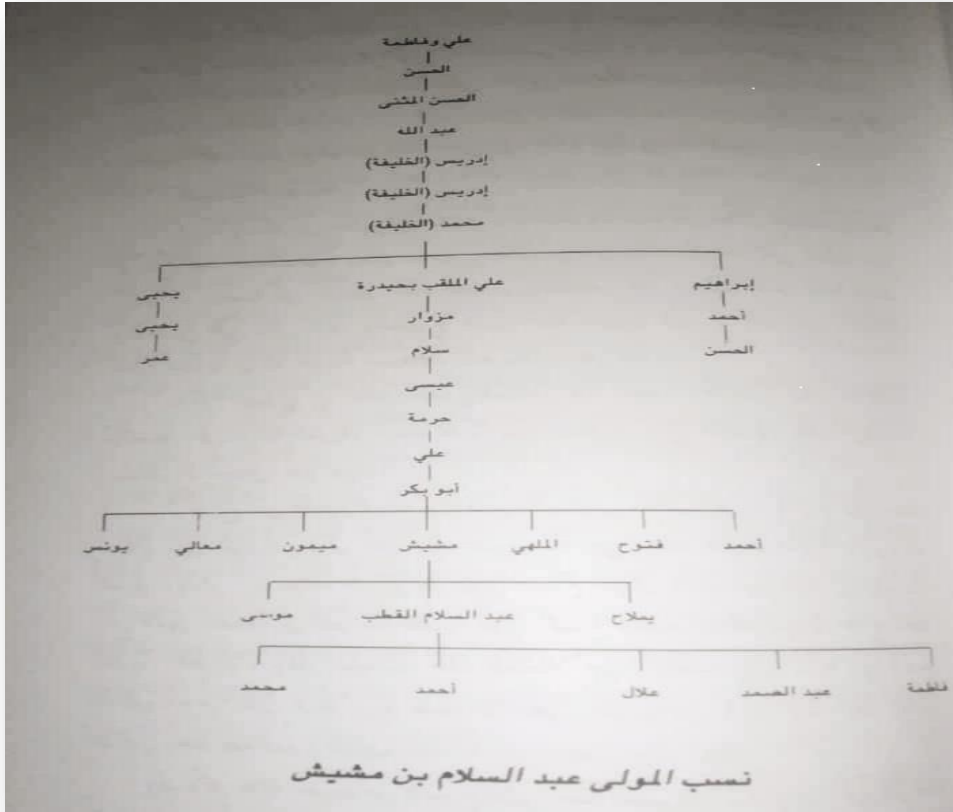 علي وفاطمة
الحسن
الحسن المثنى
عبد الله
إدريس (الخليفة)
إدريس (الخليفة)
محمد (الخليفة)
إبراهيم علي الملقب بحيدرة يحيى
أحمد مزوار يحيى
الحسن سلام عمر
عيسى
حرمة
علي
أبو بكر
أحمد فتوح الملهي مشيش ميمون معالي يونس
يملاح عبد السلام القطب موسى
فاطمة عبد الصمد علال أحمد محمد
نسب المولى عبد السلام بن مشيش